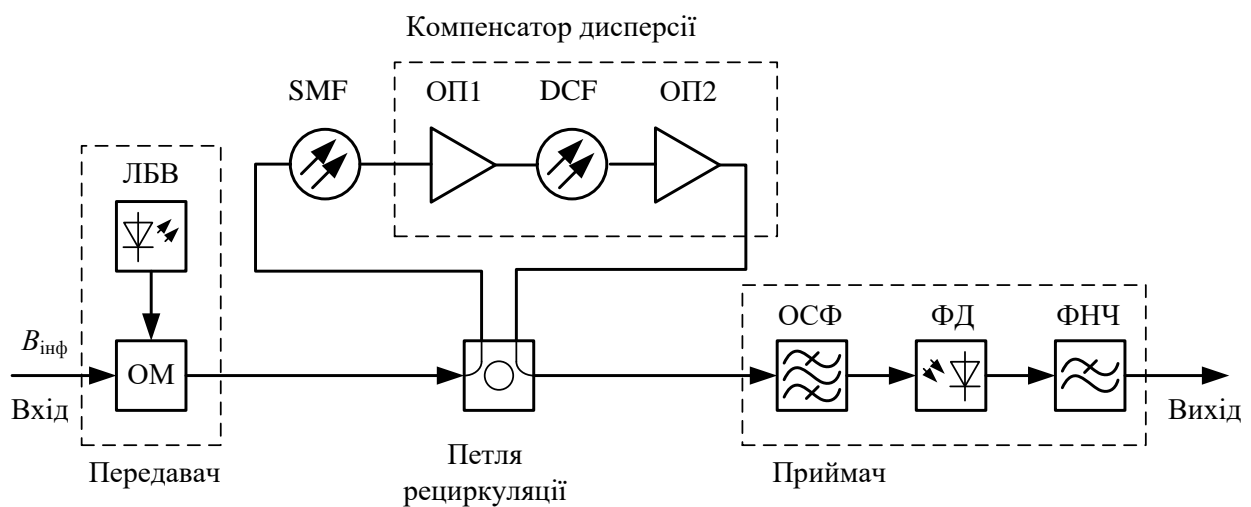 Компенсатор дисперсії
SMF
ОП1
DCF
ОП2
ЛБВ
ОСФ
ФД
ФНЧ
Bінф
ОМ
Вхід
Вихід
Передавач
Петля
рециркуляції
Приймач